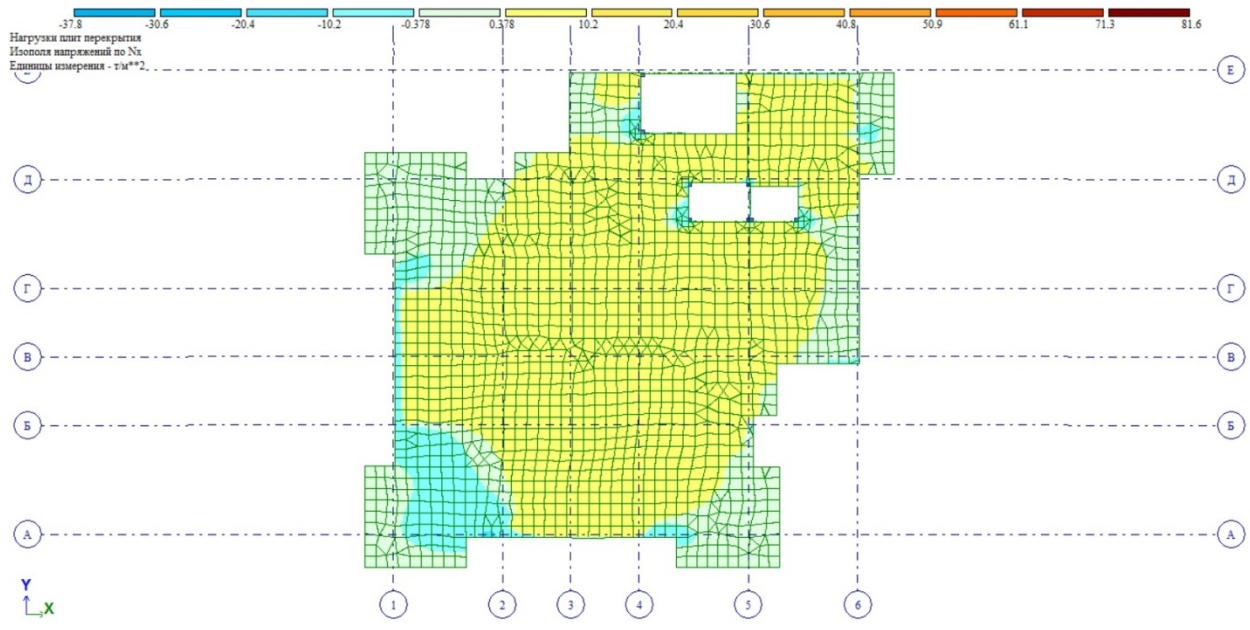 -37.8 -30.6 -20.4 -10.2 -0.378 0.378 10.2 20.4 30.6 40.8 50.9 61.1 71.3 81.6
Нагрузки плит перекрытия
Изополя напряжений по Nx
Единицы измерения - т/м**2
Е
Д Д
Г Г
В В
Б Б
А А
Y
X
1 2 3 4 5 6